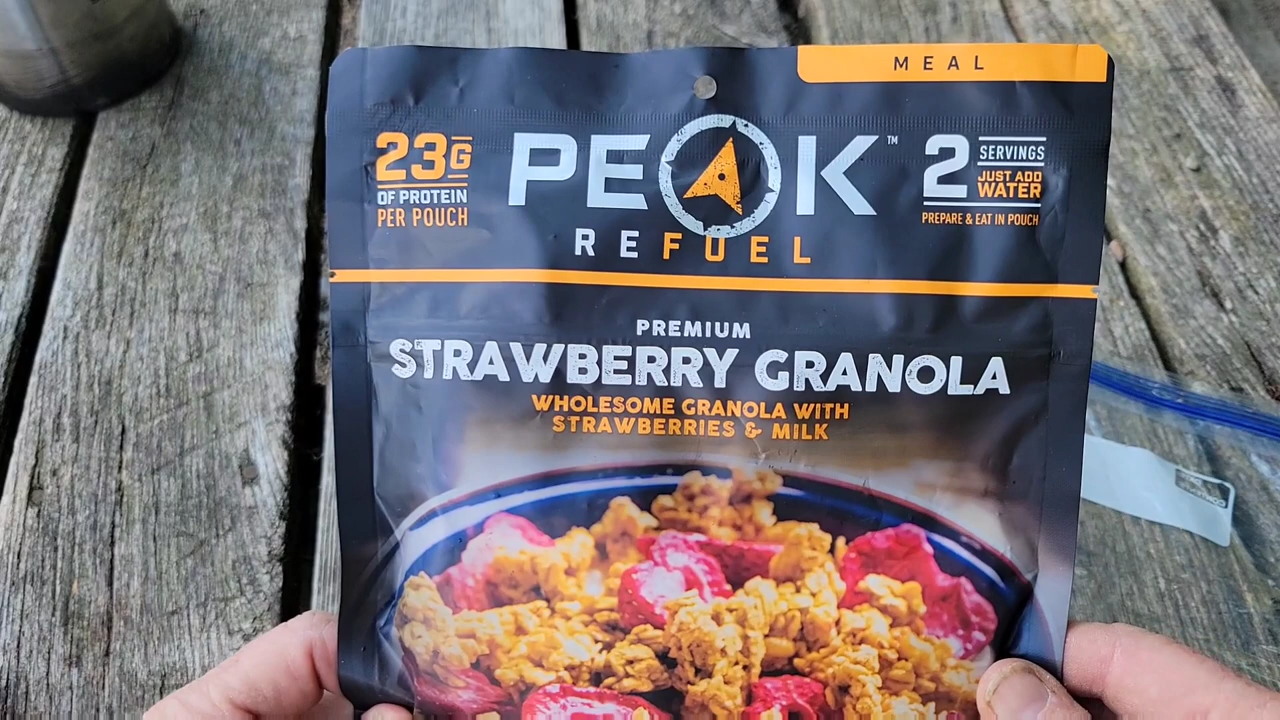 MEAL
23G
OF PROTEIN
PER POUCH
PEAK™
REFUEL
2 SERVINGS
JUST ADD
WATER
PREPARE & EAT IN POUCH
PREMIUM
STRAWBERRY GRANOLA
WHOLESOME GRANOLA WITH
STRAWBERRIES & MILK